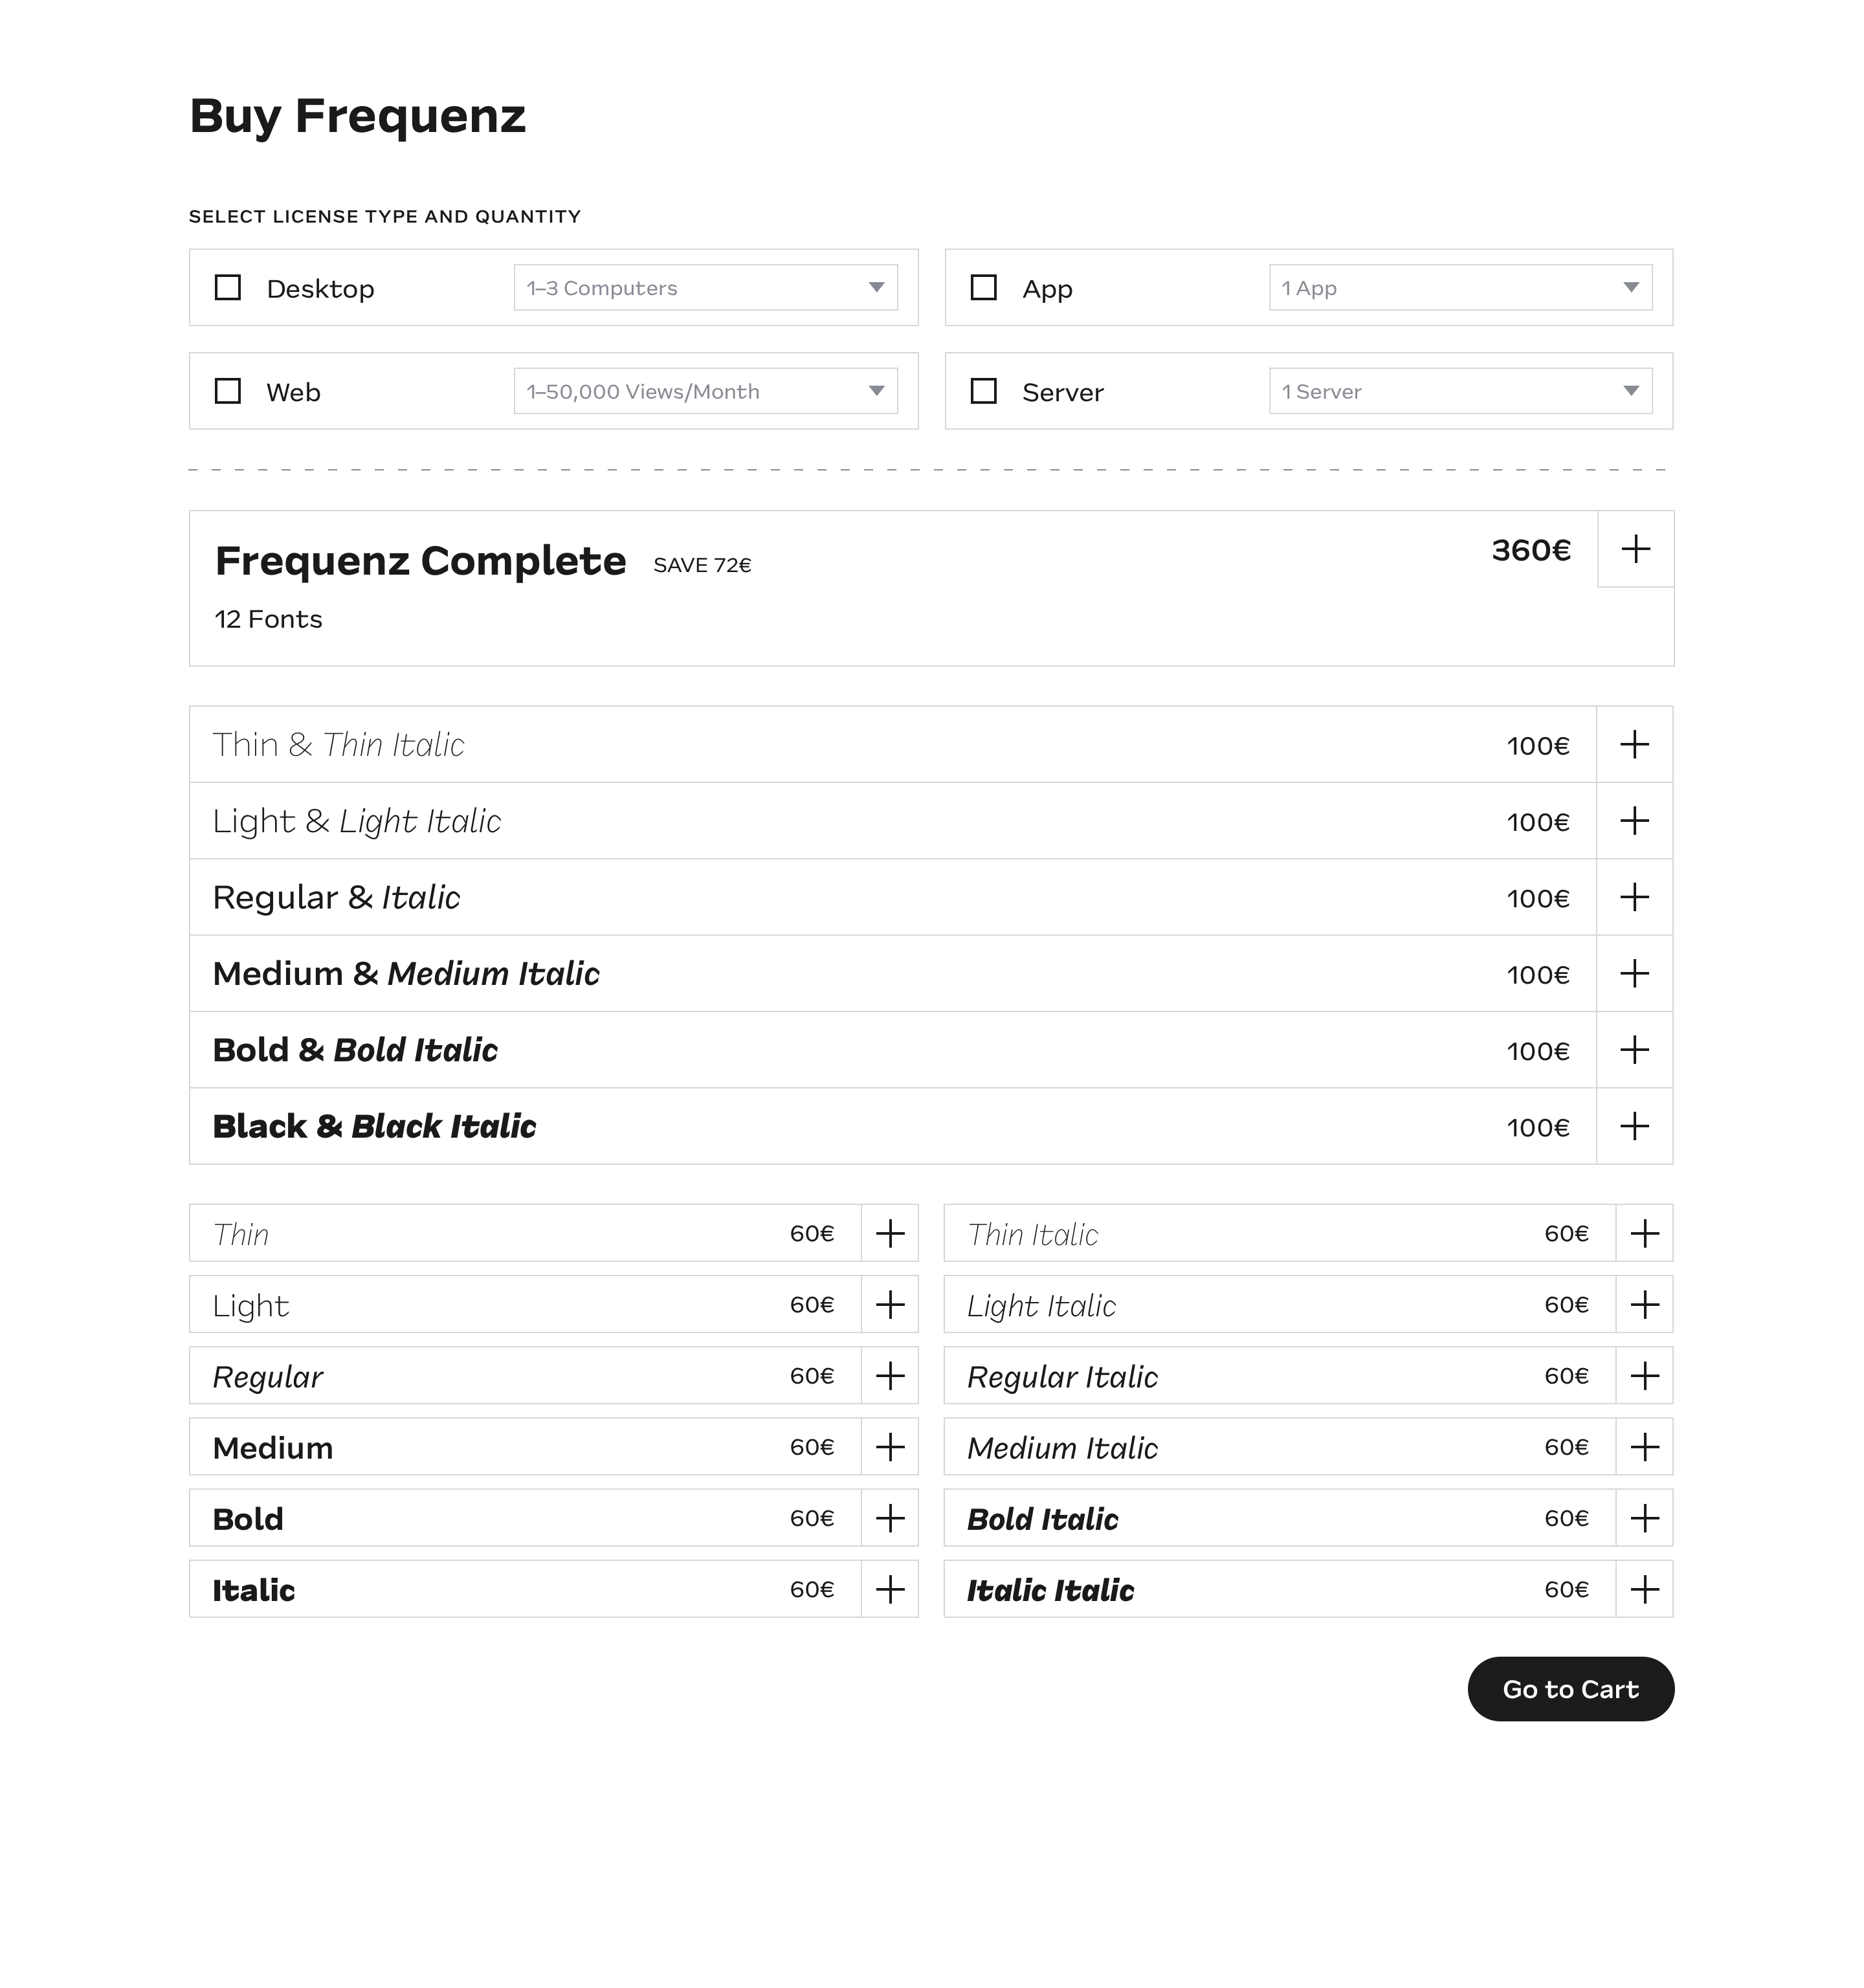 Buy Frequenz
SELECT LICENSE TYPE AND QUANTITY
Desktop 1–3 Computers App 1 App
Web 1–50,000 Views/Month Server 1 Server
Frequenz Complete SAVE 72€ 360€
12 Fonts
Thin & Thin Italic 100€
Light & Light Italic 100€
Regular & Italic 100€
Medium & Medium Italic 100€
Bold & Bold Italic 100€
Black & Black Italic 100€
Thin 60€ Thin Italic 60€
Light 60€ Light Italic 60€
Regular 60€ Regular Italic 60€
Medium 60€ Medium Italic 60€
Bold 60€ Bold Italic 60€
Italic 60€ Italic Italic 60€
Go to Cart